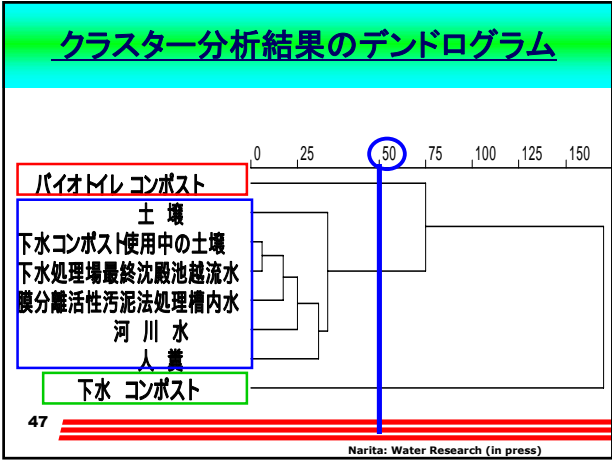 クラスター分析結果のデンドログラム
0 25 50 75 100 125 150
バイオトイレ コンポスト
土 壌
下水コンポスト使用中の土壌
下水処理場最終沈殿池越流水
膜分離活性汚泥法処理槽内水
河 川 水
人 糞
下水 コンポスト
47
Narita: Water Research (in press)